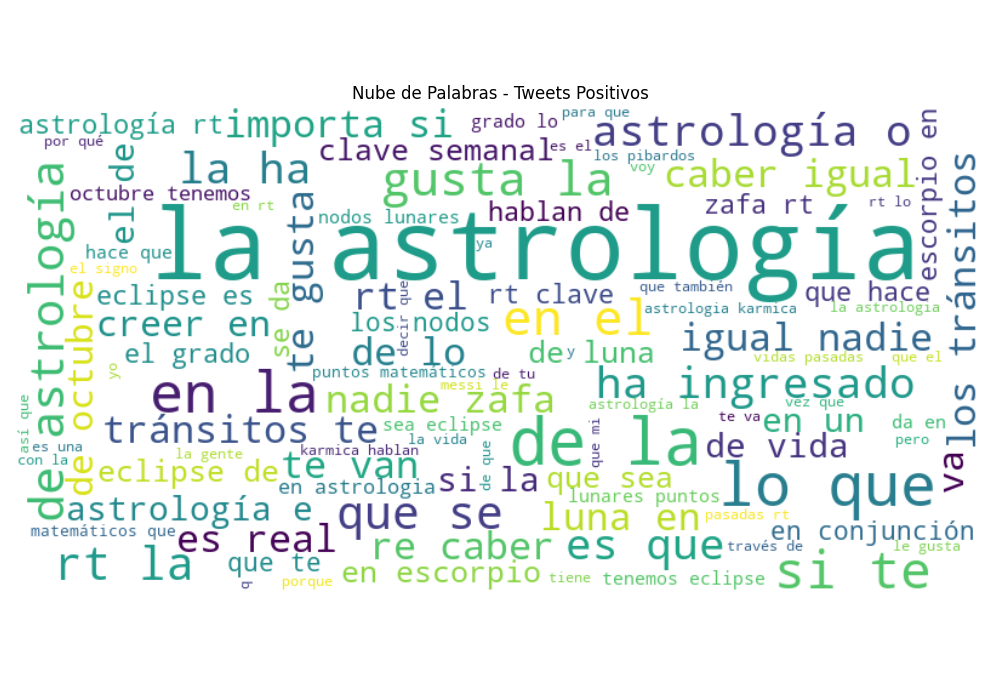 Nube de Palabras - Tweets Positivos
astrología rt
importa si
grado lo
para que
astrología o
escorpio en
por qué
el de
la ha
clave semanal
es el
los pibardos
voy
gusta la
caber igual
octubre tenemos
en rt
te gusta
nodos lunares
hablan de
zafa rt
rt lo
de astrología
la astrología
ya
los tránsitos
hace que
el signo
de octubre
eclipse es
se da
rt el
decir que
rt clave
que también
que hace
astrologia karmica
la astrologia
creer en
los nodos
en el
igual nadie
el grado
de lo
de luna
y
vidas pasadas
que el
yo
puntos matemáticos
de tu
messi le
en la
nadie zafa
ha ingresado
así que
astrología la
vez que
te va
en un
da en
tránsitos te
sea eclipse
de la
que mi
de vida
pero
es una
con la
la vida
karmica hablan
de que
la gente
eclipse de
te van
en astrologia
si la
que sea
lunares puntos
lo que
va
astrología e
que se
luna en
pasadas rt
en conjunción
matemáticos que
es real
re caber
es que
través de
le gusta
rt la
que te
q
porque
en escorpio
tiene
tenemos eclipse
si te